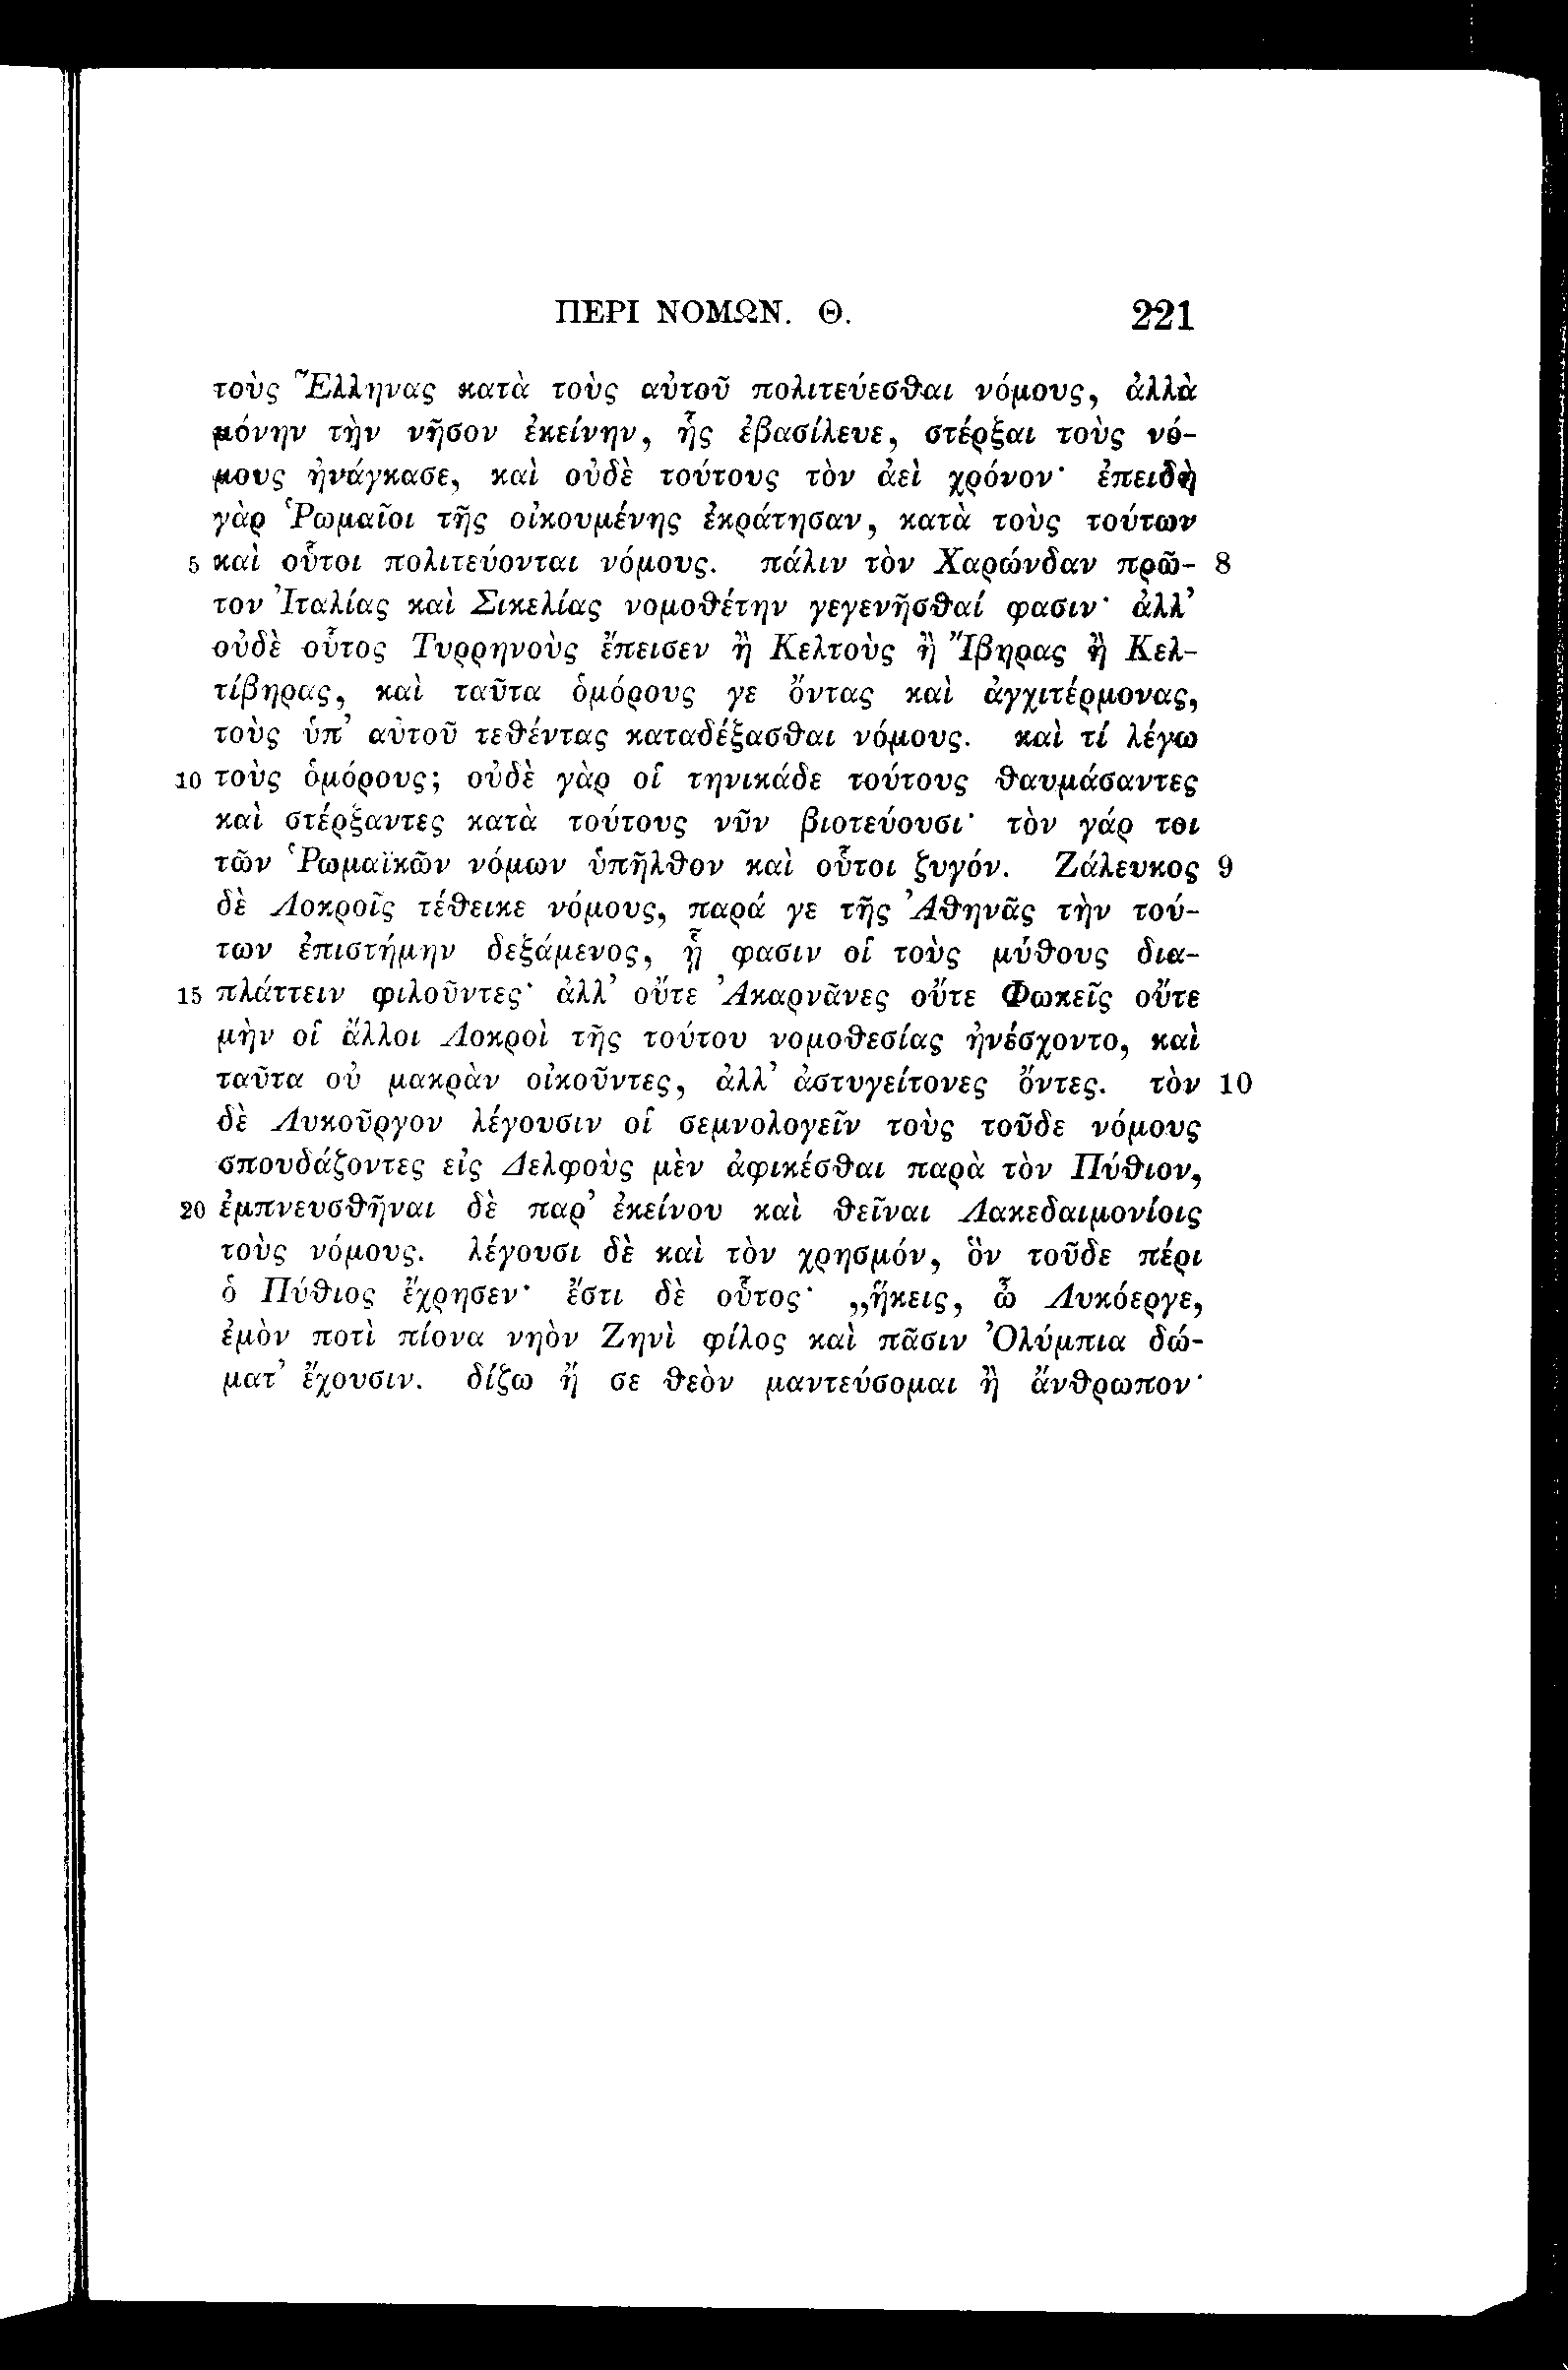 ΠΕΡΙ ΝΟΜΩΝ. Θ. 221
τοὺς Ἕλληνας κατὰ τοὺς αὐτοῦ πολιτεύεσθαι νόμους, ἀλλὰ
μόνην τὴν νῆσον ἐκείνην, ἧς ἐβασίλευε, στέρξαι τοὺς νό-
μους ἠνάγκασε, καὶ οὐδὲ τούτους τὸν ἀεὶ χρόνον· ἐπειδὴ
γὰρ Ῥωμαῖοι τῆς οἰκουμένης ἐκράτησαν, κατὰ τοὺς τούτων
5 καὶ οὗτοι πολιτεύονται νόμους. πάλιν τὸν Χαρώνδαν πρῶ- 8
τον Ἰταλίας καὶ Σικελίας νομοθέτην γεγενῆσθαί φασιν· ἀλλ’
οὐδὲ οὗτος Τυρρηνοὺς ἔπεισεν ἢ Κελτοὺς ἢ Ἴβηρας ἢ Κελ-
τίβηρας, καὶ ταῦτα ὁμόρους γε ὄντας καὶ ἀγχιτέρμονας,
τοὺς ὑπ’ αὐτοῦ τεθέντας καταδέξασθαι νόμους. καὶ τί λέγω
10 τοὺς ὁμόρους; οὐδὲ γὰρ οἱ τηνικάδε τούτους θαυμάσαντες
καὶ στέρξαντες κατὰ τούτους νῦν βιοτεύουσι· τὸν γάρ τοι
τῶν Ῥωμαϊκῶν νόμων ὑπῆλθον καὶ οὗτοι ζυγόν. Ζάλευκος 9
δὲ Λοκροῖς τέθεικε νόμους, παρά γε τῆς Ἀθηνᾶς τὴν τού-
των ἐπιστήμην δεξάμενος, ᾗ φασιν οἱ τοὺς μύθους δια-
15 πλάττειν φιλοῦντες· ἀλλ’ οὔτε Ἀκαρνᾶνες οὔτε Φωκεῖς οὔτε
μὴν οἱ ἄλλοι Λοκροὶ τῆς τούτου νομοθεσίας ἠνέσχοντο, καὶ
ταῦτα οὐ μακρὰν οἰκοῦντες, ἀλλ’ ἀστυγείτονες ὄντες. τὸν 10
δὲ Λυκοῦργον λέγουσιν οἱ σεμνολογεῖν τοὺς τοῦδε νόμους
σπουδάζοντες εἰς Δελφοὺς μὲν ἀφικέσθαι παρὰ τὸν Πύθιον,
20 ἐμπνευσθῆναι δὲ παρ’ ἐκείνου καὶ θεῖναι Λακεδαιμονίοις
τοὺς νόμους. λέγουσι δὲ καὶ τὸν χρησμόν, ὃν τοῦδε πέρι
ὁ Πύθιος ἔχρησεν· ἔστι δὲ οὗτος· „ἥκεις, ὦ Λυκόεργε,
ἐμὸν ποτὶ πίονα νηὸν Ζηνὶ φίλος καὶ πᾶσιν Ὀλύμπια δώ-
ματ’ ἔχουσιν. δίζω ἤ σε θεὸν μαντεύσομαι ἢ ἄνθρωπον·